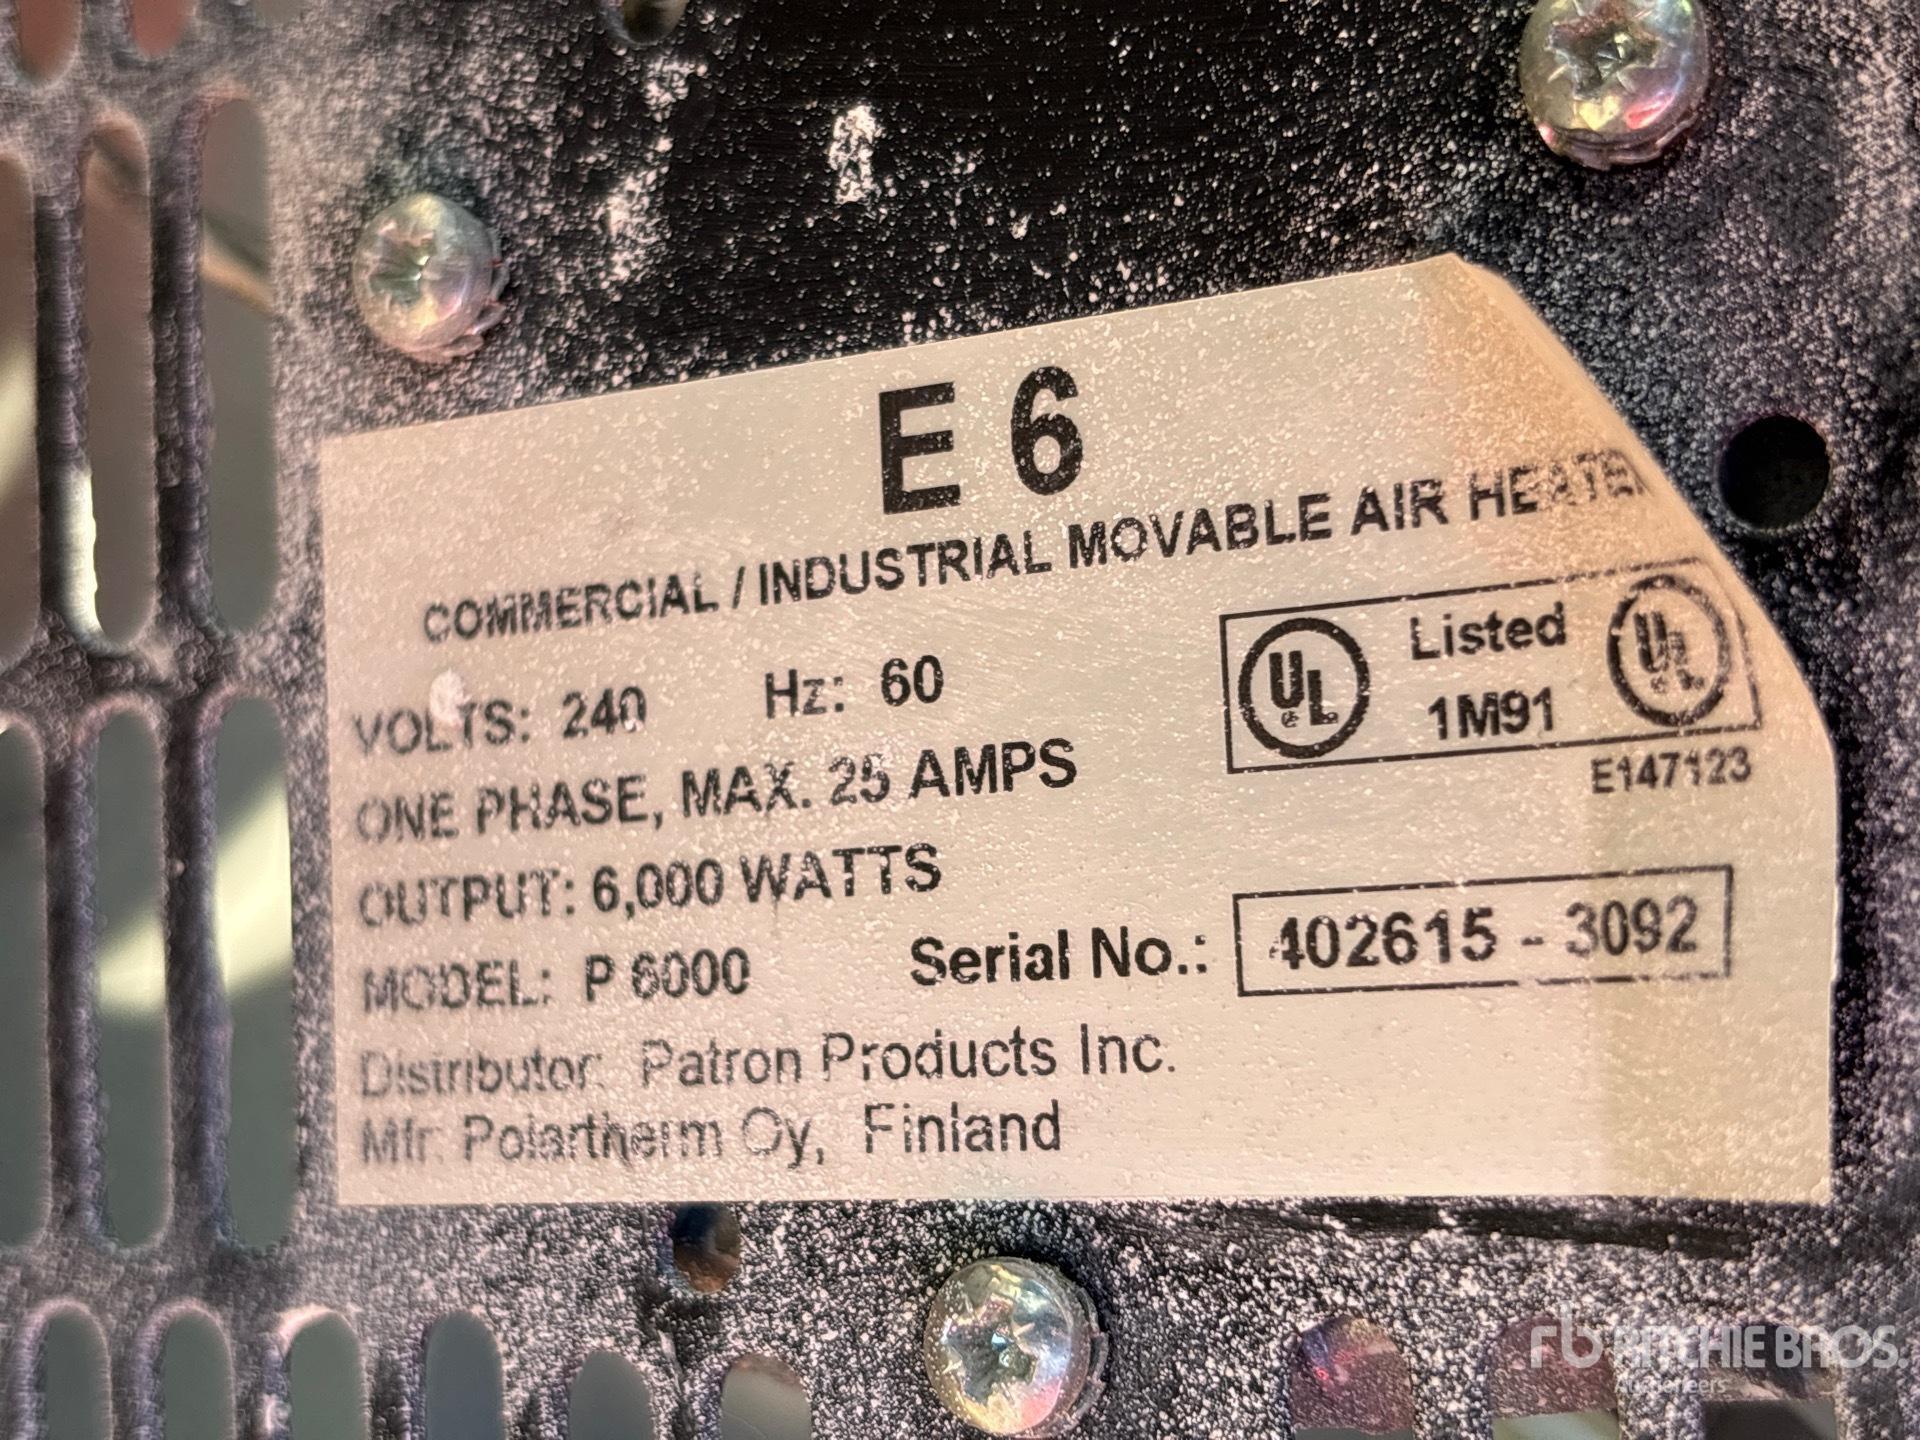 E 6
COMMERCIAL / INDUSTRIAL MOVABLE AIR HEATER
VOLTS: 240 Hz: 60
UL Listed UL
1M91
E147123
ONE PHASE, MAX. 25 AMPS
OUTPUT: 6,000 WATTS
MODEL: P 6000 Serial No.: 402615 - 3092
Distributor: Patron Products Inc.
Mfr: Polartherm Oy, Finland
rb RITCHIE BROS.
Auctioneers